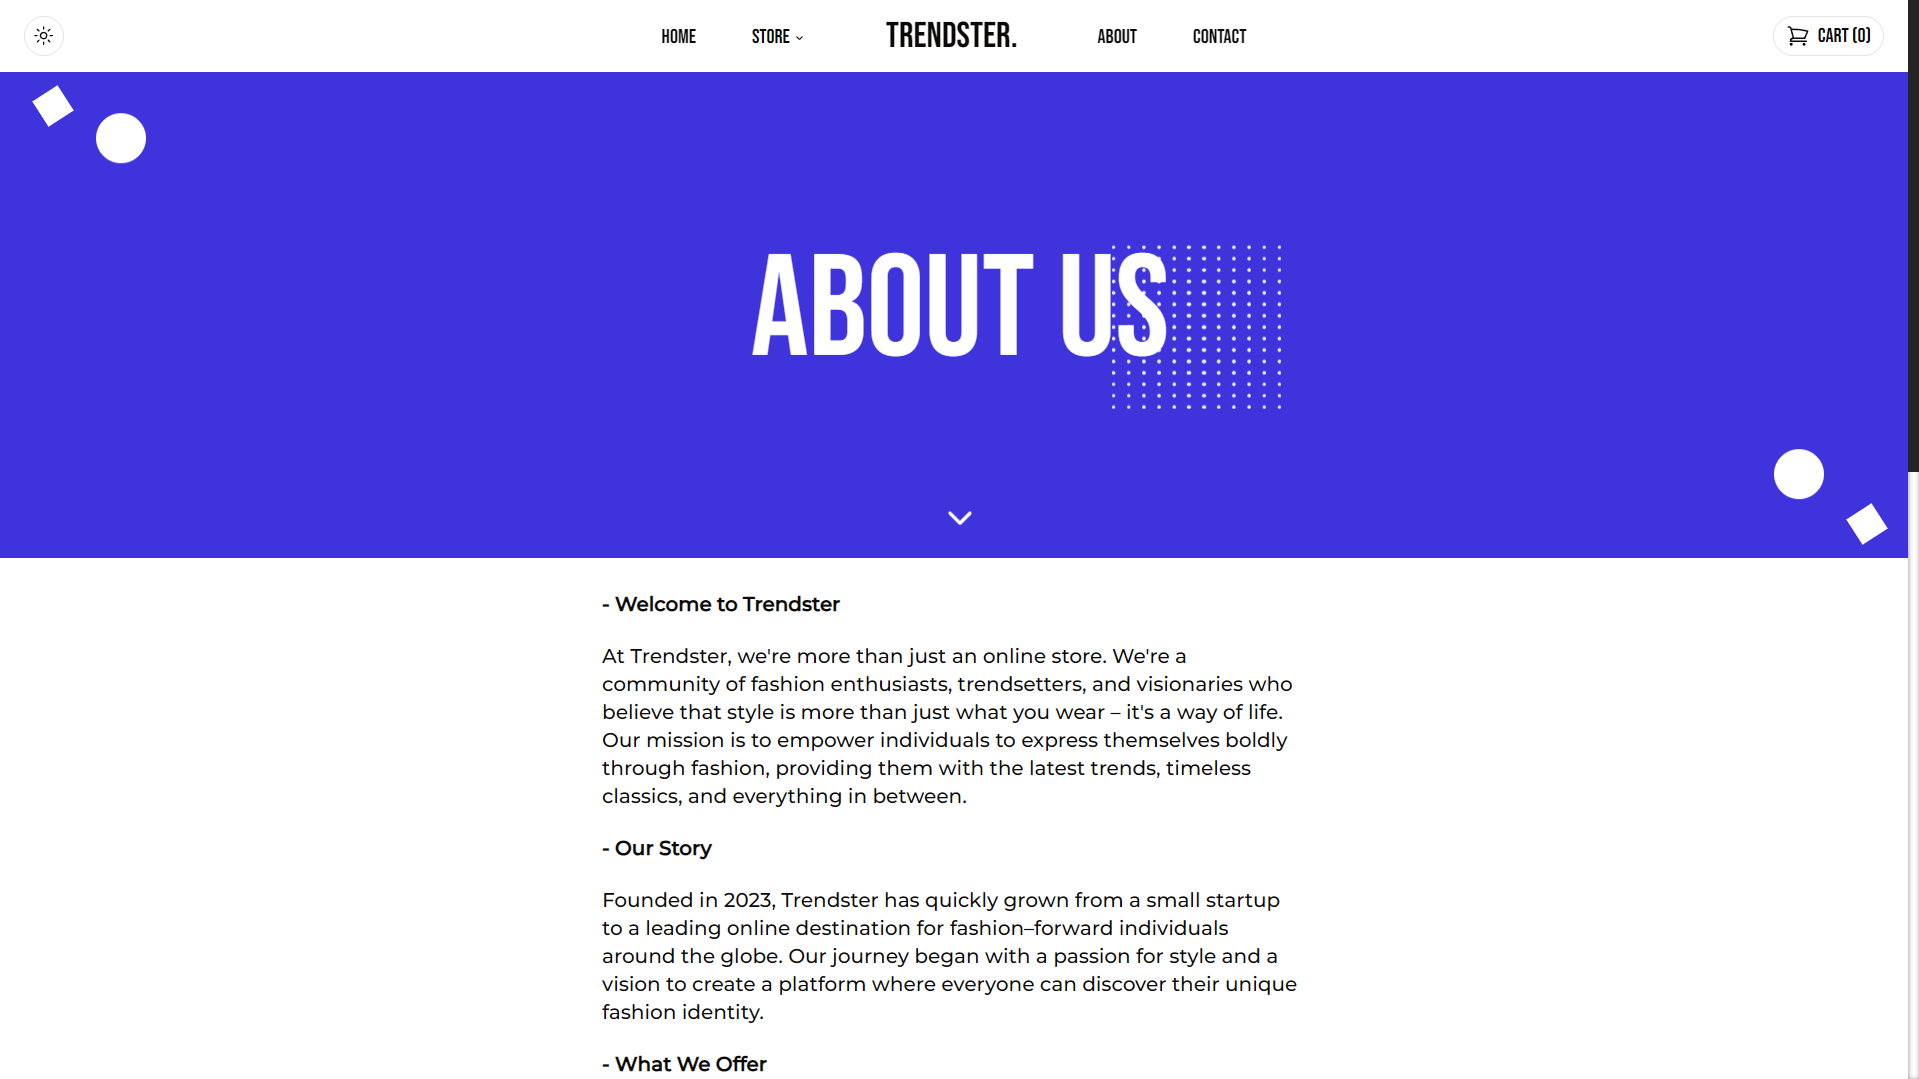 HOME
STORE
TRENDSTER.
ABOUT
CONTACT
CART (0)
ABOUT US
- Welcome to Trendster
At Trendster, we're more than just an online store. We're a
community of fashion enthusiasts, trendsetters, and visionaries who
believe that style is more than just what you wear – it's a way of life.
Our mission is to empower individuals to express themselves boldly
through fashion, providing them with the latest trends, timeless
classics, and everything in between.
- Our Story
Founded in 2023, Trendster has quickly grown from a small startup
to a leading online destination for fashion–forward individuals
around the globe. Our journey began with a passion for style and a
vision to create a platform where everyone can discover their unique
fashion identity.
- What We Offer